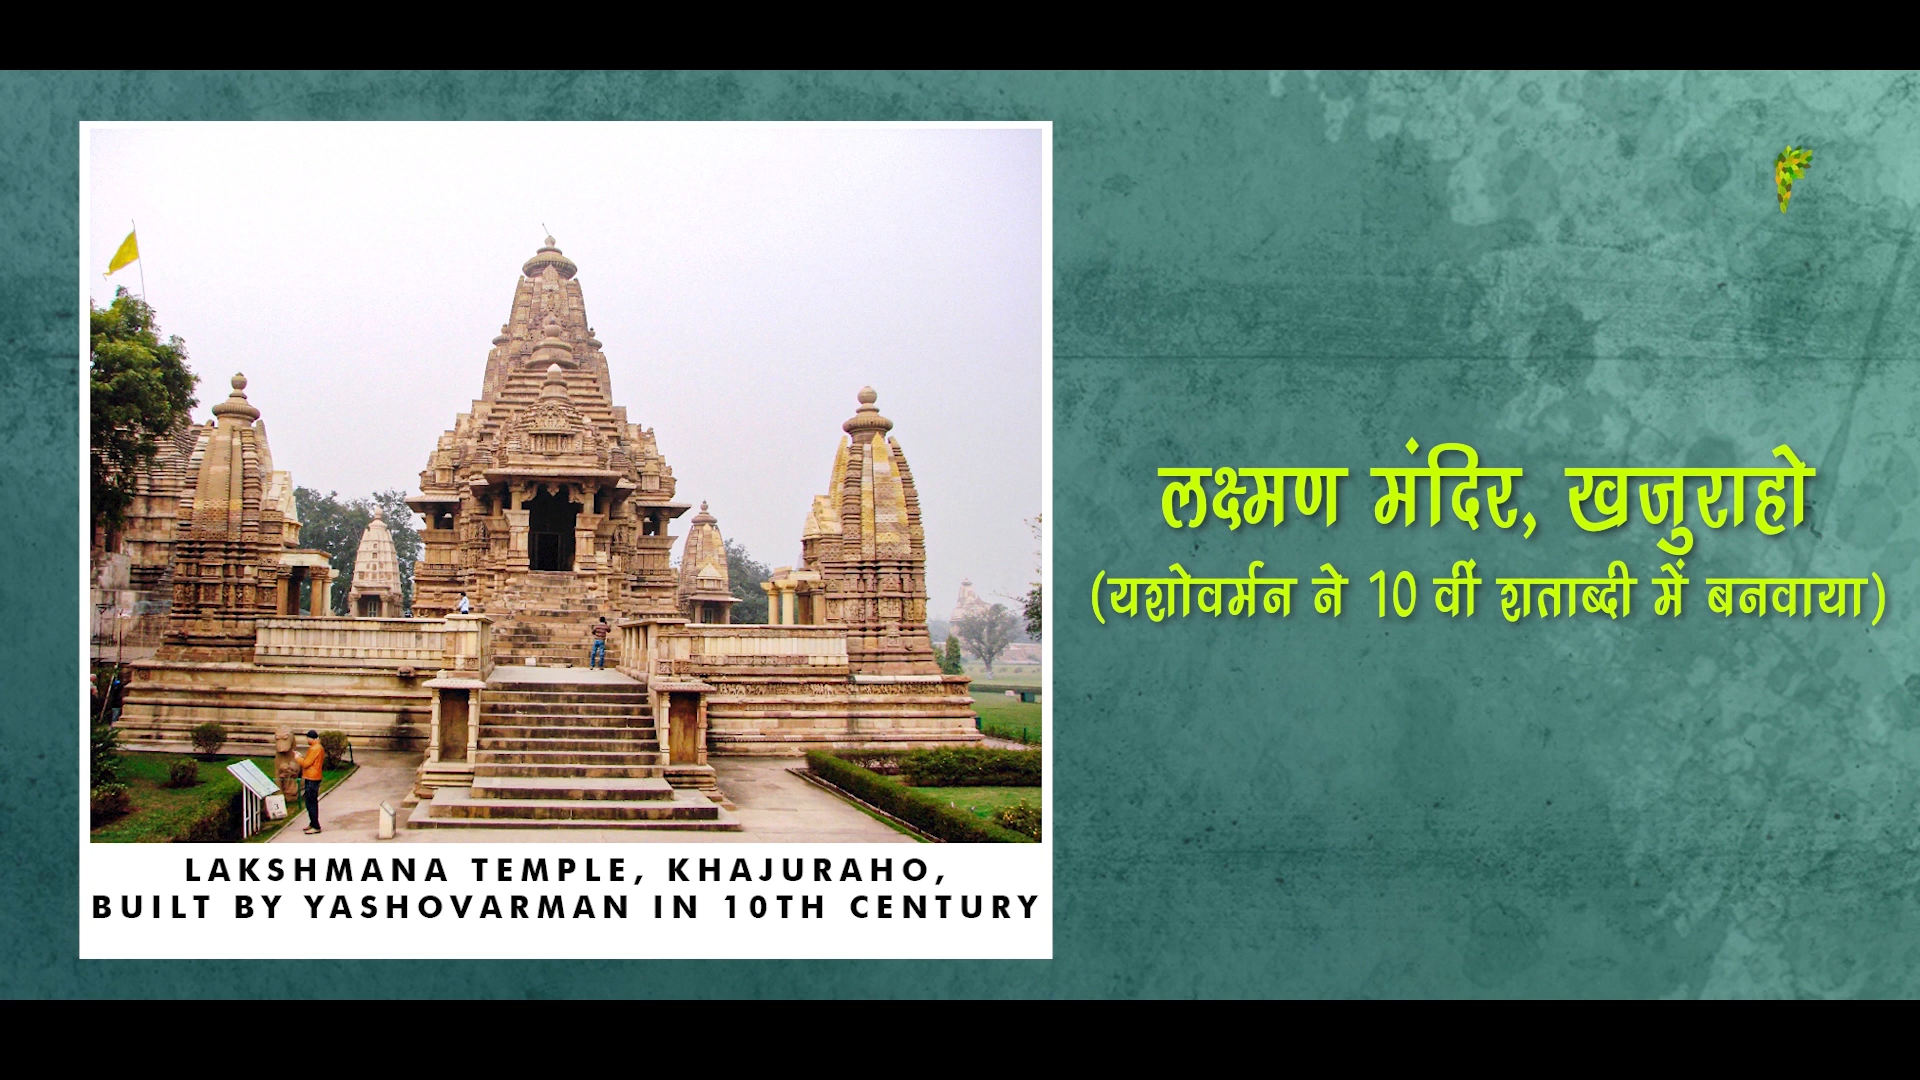 LAKSHMANA TEMPLE, KHAJURAHO,
BUILT BY YASHOVARMAN IN 10TH CENTURY
लक्ष्मण मंदिर, खजुराहो
(यशोवर्मन ने 10 वीं शताब्दी में बनवाया)